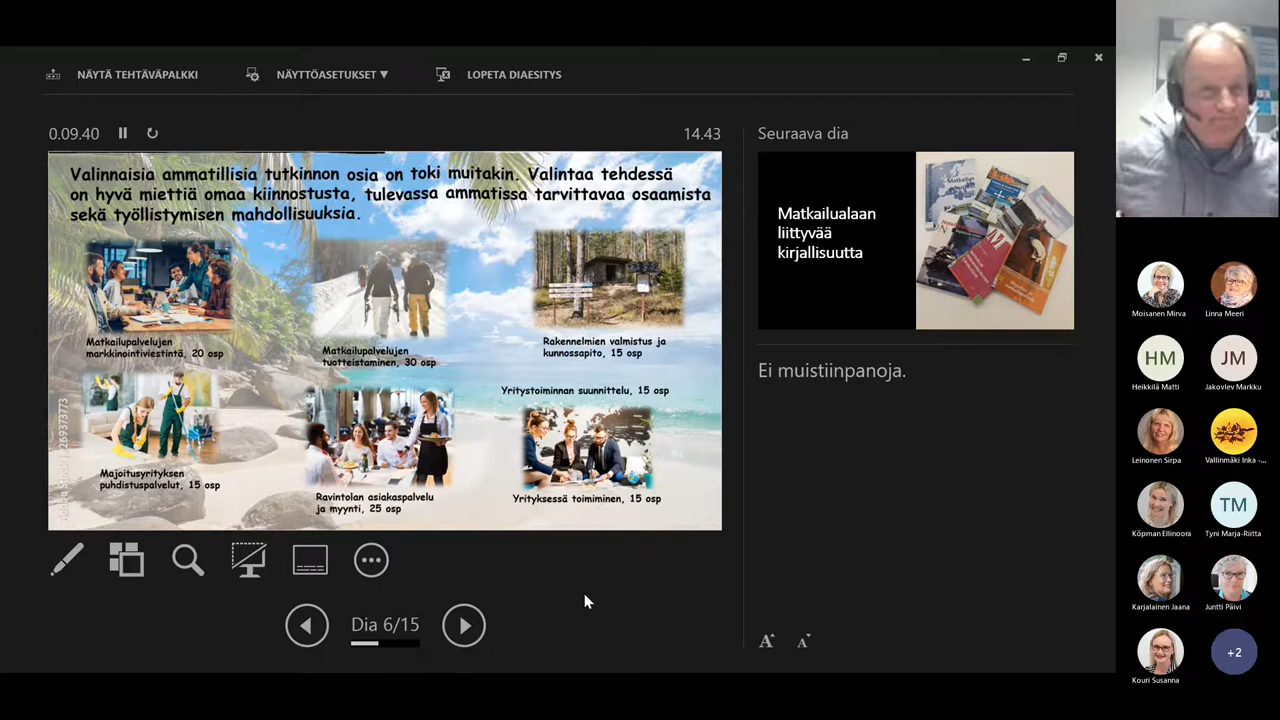 NÄYTÄ TEHTÄVÄPALKKI
NÄYTTÖASETUKSET ▼
LOPETA DIAESITYS
0.09.40
14.43
Valinnaisia ammatillisia tutkinnon osia on toki muitakin. Valintaa tehdessä
on hyvä miettiä omaa kiinnostusta, tulevassa ammatissa tarvittavaa osaamista
sekä työllistymisen mahdollisuuksia.
Matkailupalvelujen
markkinointiviestintä, 20 osp
Matkailupalvelujen
tuotteistaminen, 30 osp
Rakennelmien valmistus ja
kunnossapito, 15 osp
Majoitusyrityksen
puhdistuspalvelut, 15 osp
Ravintolan asiakaspalvelu
ja myynti, 25 osp
Yritystoiminnan suunnittelu, 15 osp
Yrityksessä toimiminen, 15 osp
Adobe Stock | #269373773
Dia 6/15
Seuraava dia
Matkailualaan
liittyvää
kirjallisuutta
Ei muistiinpanoja.
A A
Moisanen Mirva
Linna Meeri
HM
Heikkilä Matti
JM
Jakovlev Markku
Leinonen Sirpa
Vallinmäki Inka -...
Köpman Ellinoora
TM
Tyni Marja-Riitta
Karjalainen Jaana
Juntti Päivi
Kouri Susanna
+2